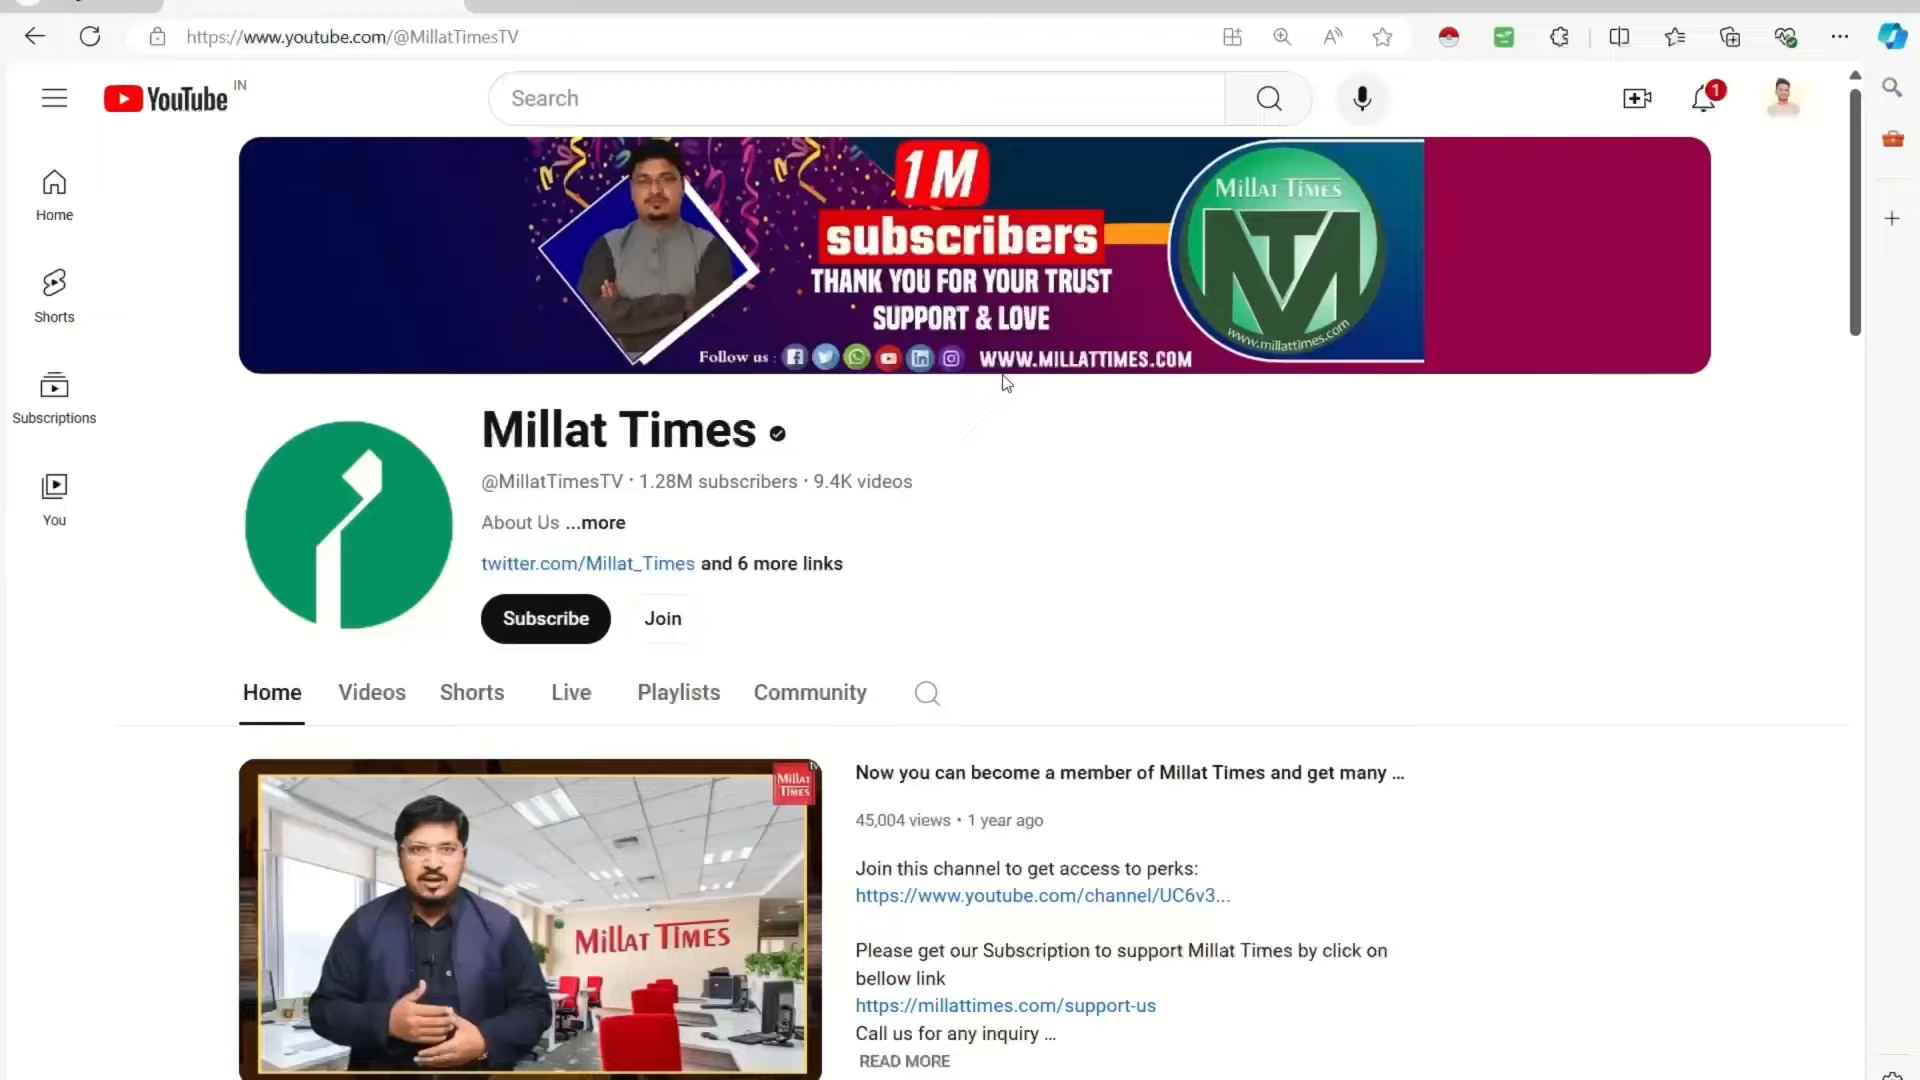 https://www.youtube.com/@MillatTimesTV
YouTube IN
Search
1
Home
Shorts
Subscriptions
You
1M
subscribers
THANK YOU FOR YOUR TRUST
SUPPORT & LOVE
Follow us : WWW.MILLATTIMES.COM
MILLAT TIMES
www.millattimes.com
Millat Times
@MillatTimesTV · 1.28M subscribers · 9.4K videos
About Us ...more
twitter.com/Millat_Times and 6 more links
Subscribe Join
Home Videos Shorts Live Playlists Community
MILLAT TIMES
MILLAT TIMES
Now you can become a member of Millat Times and get many ...
45,004 views • 1 year ago
Join this channel to get access to perks:
https://www.youtube.com/channel/UC6v3...
Please get our Subscription to support Millat Times by click on
bellow link
https://millattimes.com/support-us
Call us for any inquiry ...
READ MORE